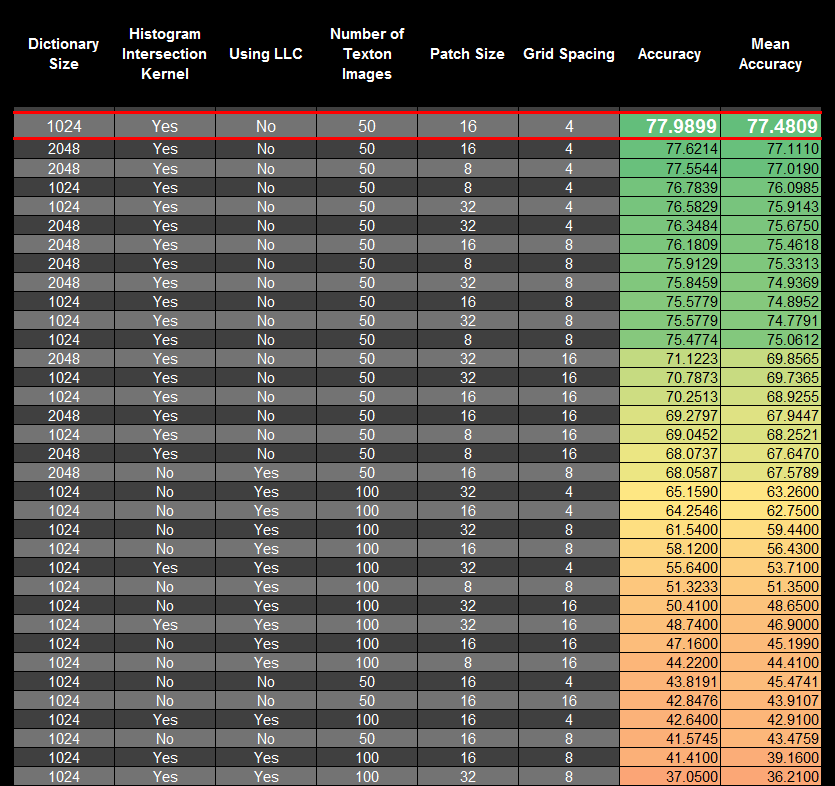 Dictionary Size Histogram Intersection Kernel Using LLC Number of Texton Images Patch Size Grid Spacing Accuracy Mean Accuracy
1024 Yes No 50 16 4 77.9899 77.4809
2048 Yes No 50 16 4 77.6214 77.1110
2048 Yes No 50 8 4 77.5544 77.0190
1024 Yes No 50 8 4 76.7839 76.0985
1024 Yes No 50 32 4 76.5829 75.9143
2048 Yes No 50 32 4 76.3484 75.6750
2048 Yes No 50 16 8 76.1809 75.4618
2048 Yes No 50 8 8 75.9129 75.3313
2048 Yes No 50 32 8 75.8459 74.9369
1024 Yes No 50 16 8 75.5779 74.8952
1024 Yes No 50 32 8 75.5779 74.7791
1024 Yes No 50 8 8 75.4774 75.0612
2048 Yes No 50 32 16 71.1223 69.8565
1024 Yes No 50 32 16 70.7873 69.7365
1024 Yes No 50 16 16 70.2513 68.9255
2048 Yes No 50 16 16 69.2797 67.9447
1024 Yes No 50 8 16 69.0452 68.2521
2048 Yes No 50 8 16 68.0737 67.6470
2048 No Yes 50 16 8 68.0587 67.5789
1024 No Yes 100 32 4 65.1590 63.2600
1024 No Yes 100 16 4 64.2546 62.7500
1024 No Yes 100 32 8 61.5400 59.4400
1024 No Yes 100 16 8 58.1200 56.4300
1024 Yes Yes 100 32 4 55.6400 53.7100
1024 No Yes 100 8 8 51.3233 51.3500
1024 No Yes 100 32 16 50.4100 48.6500
1024 Yes Yes 100 32 16 48.7400 46.9000
1024 No Yes 100 16 16 47.1600 45.1990
1024 No Yes 100 8 16 44.2200 44.4100
1024 No No 50 16 4 43.8191 45.4741
1024 No No 50 16 16 42.8476 43.9107
1024 Yes Yes 100 16 4 42.6400 42.9100
1024 No No 50 16 8 41.5745 43.4759
1024 Yes Yes 100 16 8 41.4100 39.1600
1024 Yes Yes 100 32 8 37.0500 36.2100